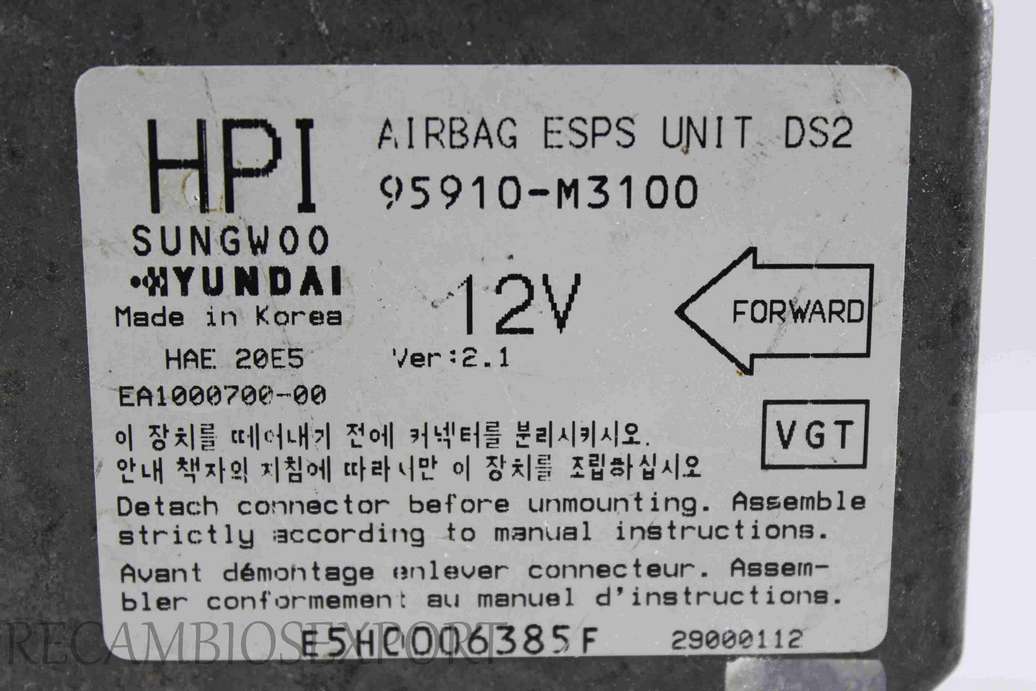 HPI
AIRBAG ESPS UNIT DS2
95910-M3100
SUNGWOO
HYUNDAI
Made in Korea
12V
FORWARD
HAE 20E5
Ver:2.1
EA1000700-00
VGT
이 장치를 떼어내기 전에 커넥터를 분리시키시오.
안내 책자의 지침에 따라서만 이 장치를 조립하십시오
Detach connector before unmounting. Assemble
strictly according to manual instructions.
Avant démontage enlever connecteur. Assem-
bler conformement au manuel d'instructions.
E5HC006385F
29000112
RECAMBIOSEXPORT